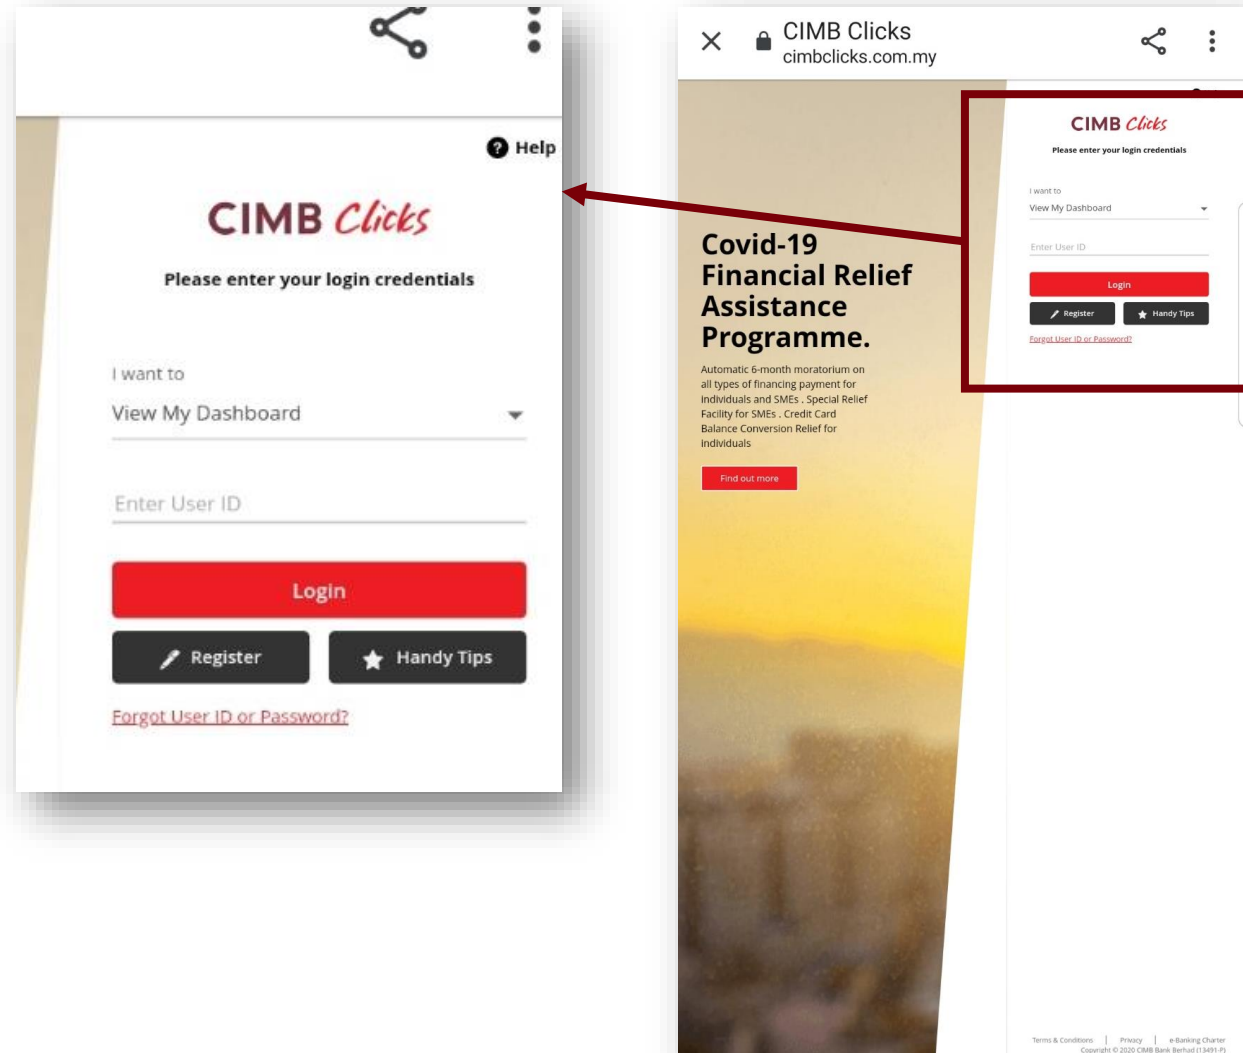 Help
CIMB Clicks
Please enter your login credentials
I want to
View My Dashboard
Enter User ID
Login
Register
Handy Tips
Forgot User ID or Password?
CIMB Clicks
cimbclicks.com.my
Covid-19
Financial Relief
Assistance
Programme.
Automatic 6-month moratorium on
all types of financing payment for
individuals and SMEs . Special Relief
Facility for SMEs . Credit Card
Balance Conversion Relief for
individuals
Find out more
CIMB Clicks
Please enter your login credentials
I want to
View My Dashboard
Enter User ID
Login
Register
Handy Tips
Forgot User ID or Password?
Terms & Conditions | Privacy | e-Banking Charter
Copyright © 2020 CIMB Bank Berhad (13491-P)